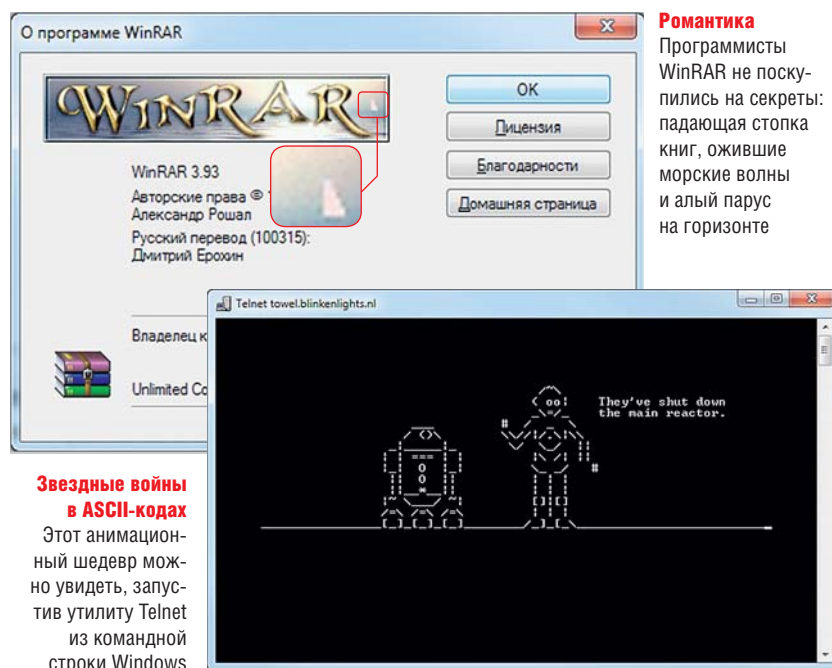 О программе WinRAR
WINRAR
WinRAR 3.93
Авторские права ©
Александр Рошал
Русский перевод (100315):
Дмитрий Ерохин
OK
Лицензия
Благодарности
Домашняя страница
Владелец
Unlimited
Романтика
Программисты
WinRAR не поску-
пились на секреты:
падающая стопка
книг, ожившие
морские волны
и алый парус
на горизонте
Telnet towel.blinkenlights.nl
They've shut down
the main reactor.
Звездные войны
в ASCII-кодах
Этот анимацион-
ный шедевр мож-
но увидеть, запус-
тив утилиту Telnet
из командной
строки Windows